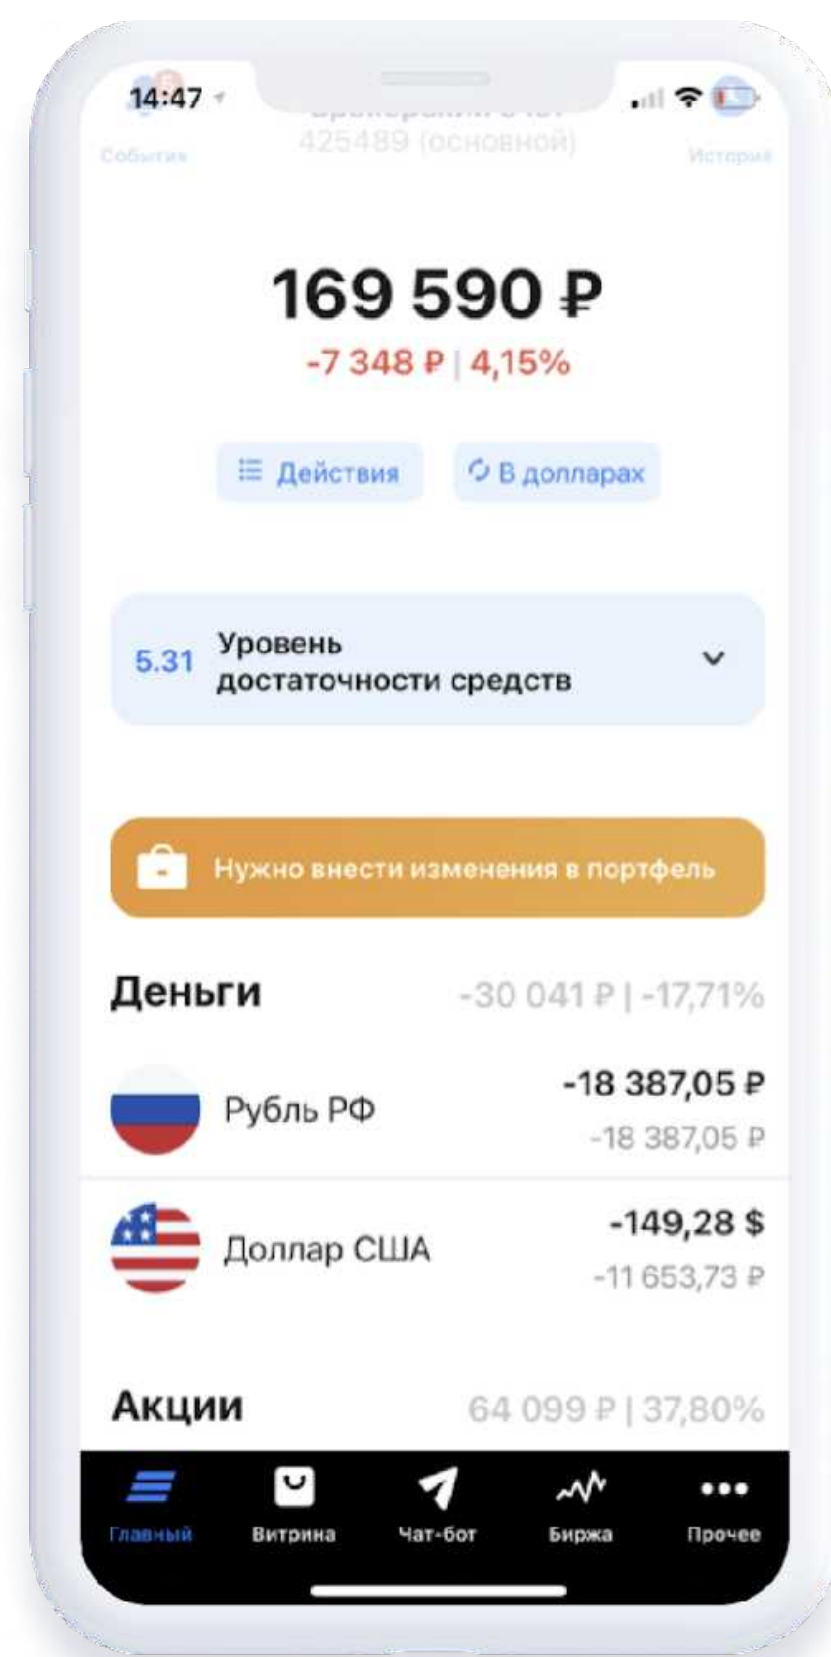 14:47
425489 (основной)
События
История
169 590 ₽
-7 348 ₽ | 4,15%
Действия
В долларах
5.31
Уровень
достаточности средств
Нужно внести изменения в портфель
Деньги
-30 041 ₽ | -17,71%
Рубль РФ
-18 387,05 ₽
-18 387,05 ₽
Доллар США
-149,28 $
-11 653,73 ₽
Акции
64 099 ₽ | 37,80%
Главный
Витрина
Чат-бот
Биржа
Прочее